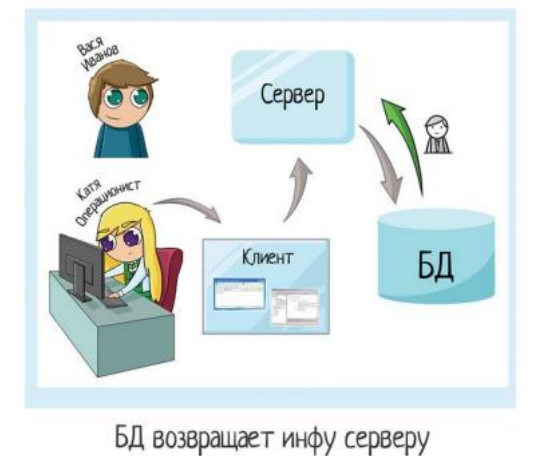 Вася
Иванов
Сервер
Катя
Операционист
Клиент
БД
БД возвращает инфу серверу